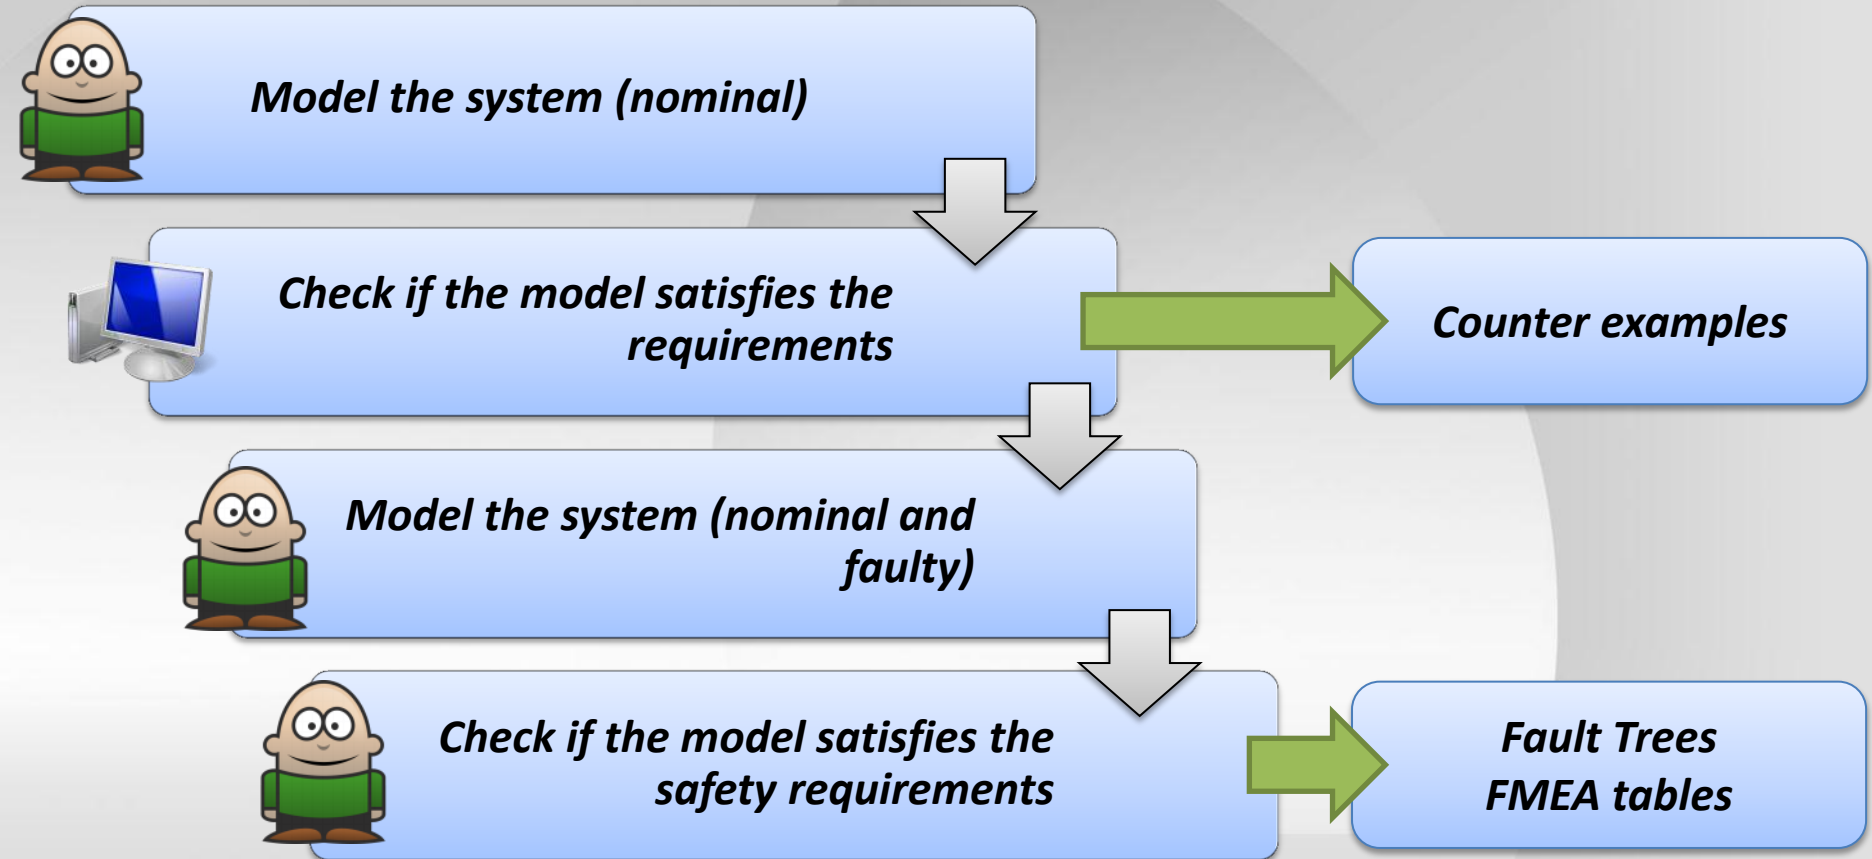 Model the system (nominal)
Check if the model satisfies the
requirements
Counter examples
Model the system (nominal and
faulty)
Check if the model satisfies the
safety requirements
Fault Trees
FMEA tables